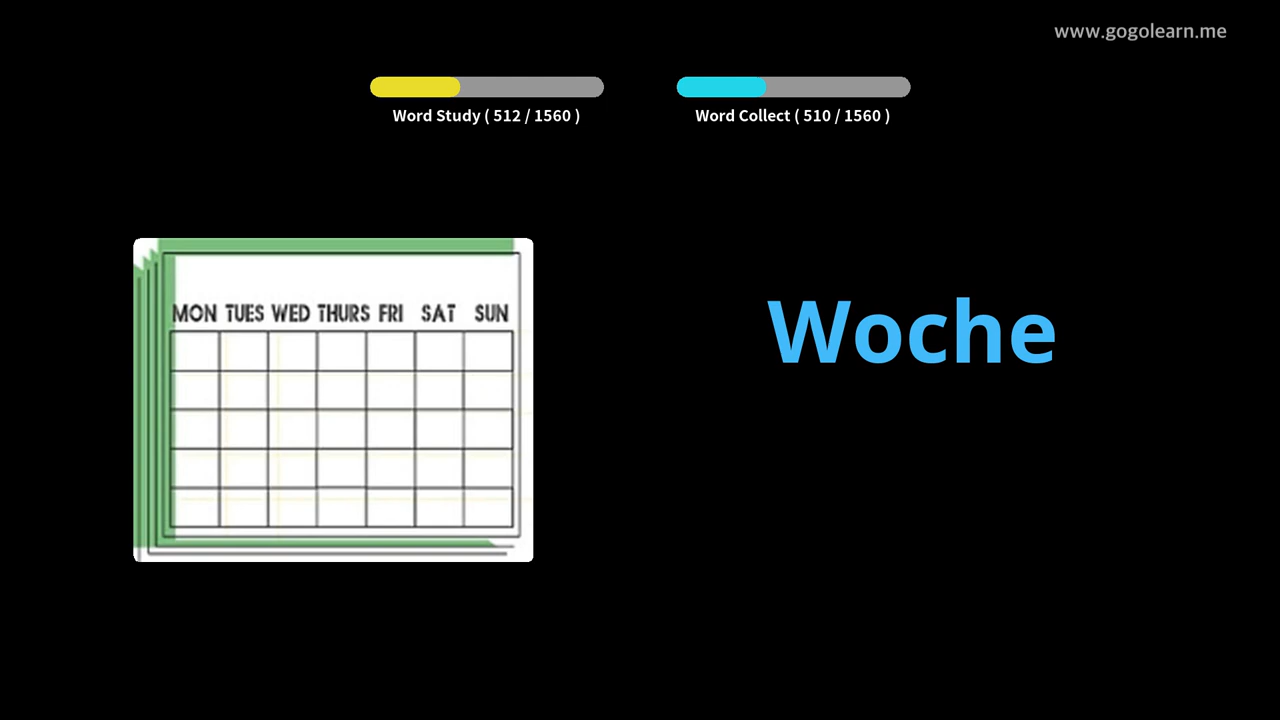 www.gogolearn.me
Word Study ( 512 / 1560 )
Word Collect ( 510 / 1560 )
MON TUES WED THURS FRI SAT SUN
Woche